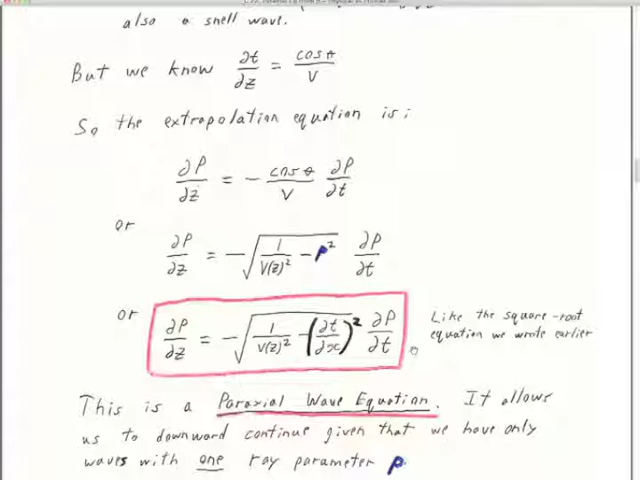 also a snell wave.
But we know ∂t/∂z = cosθ/V
So the extrapolation equation is:
∂P/∂z = - cosθ/V ∂P/∂t
or
∂P/∂z = -√(1/V(z)² - p²) ∂P/∂t
or ∂P/∂z = -√(1/V(z)² - (∂t/∂x)²) ∂P/∂t
Like the square-root
equation we wrote earlier
This is a Paraxial Wave Equation. It allows
us to downward continue given that we have only
waves with one ray parameter p